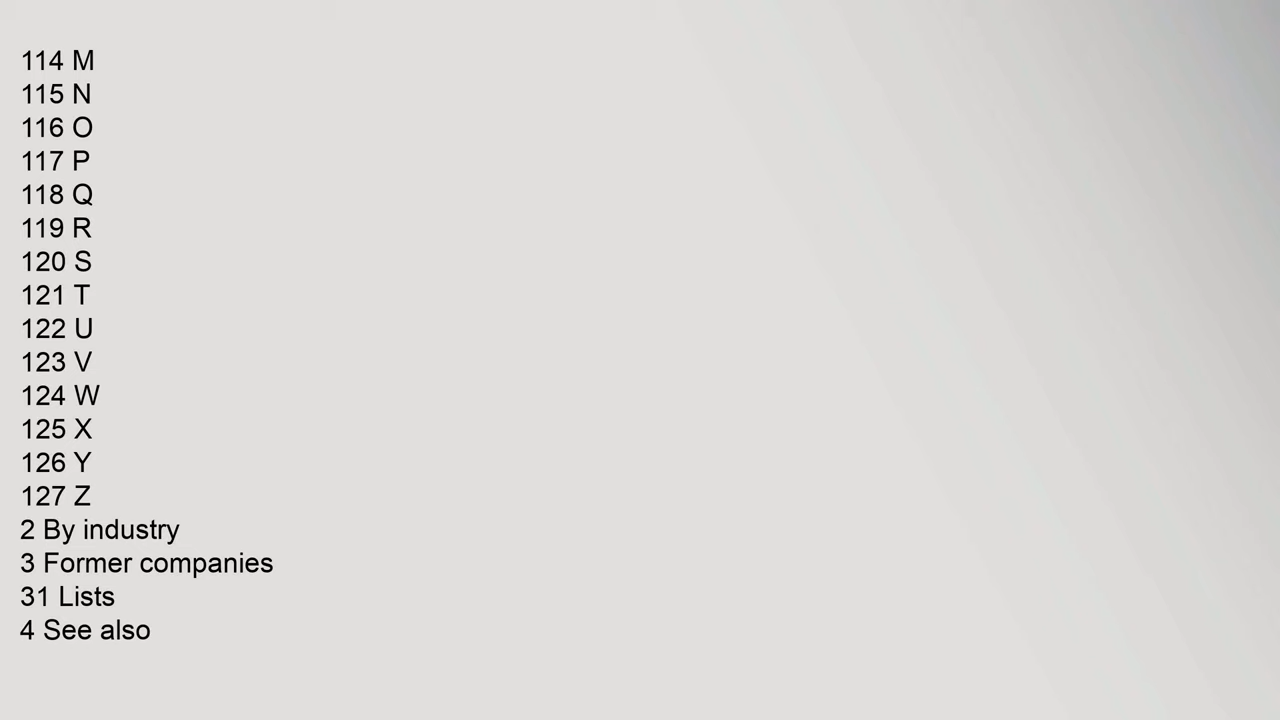 114 M
115 N
116 O
117 P
118 Q
119 R
120 S
121 T
122 U
123 V
124 W
125 X
126 Y
127 Z
2 By industry
3 Former companies
31 Lists
4 See also